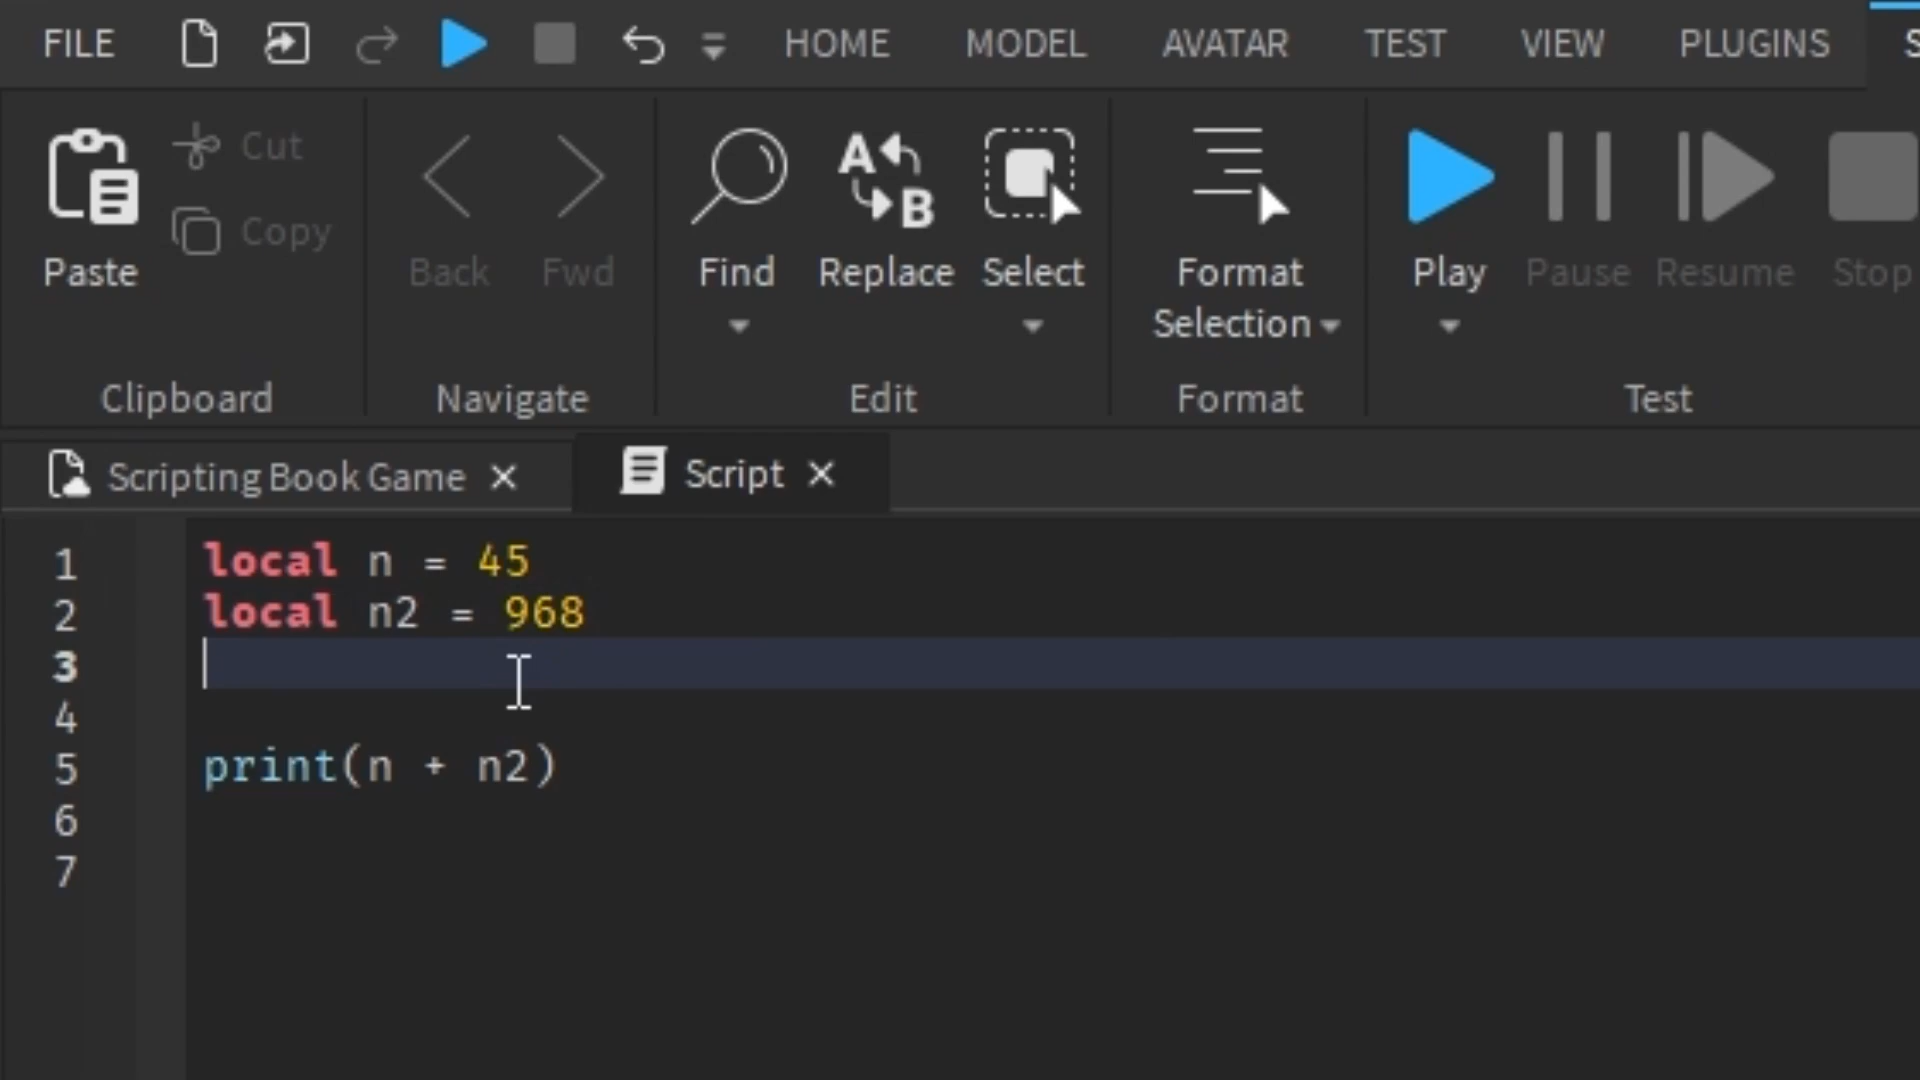 FILE HOME MODEL AVATAR TEST VIEW PLUGINS S
Cut
Copy
Paste Back Fwd Find Replace Select Format Selection Play Pause Resume Stop
Clipboard Navigate Edit Format Test
Scripting Book Game Script
1 local n = 45
2 local n2 = 968
3
4
5 print(n + n2)
6
7